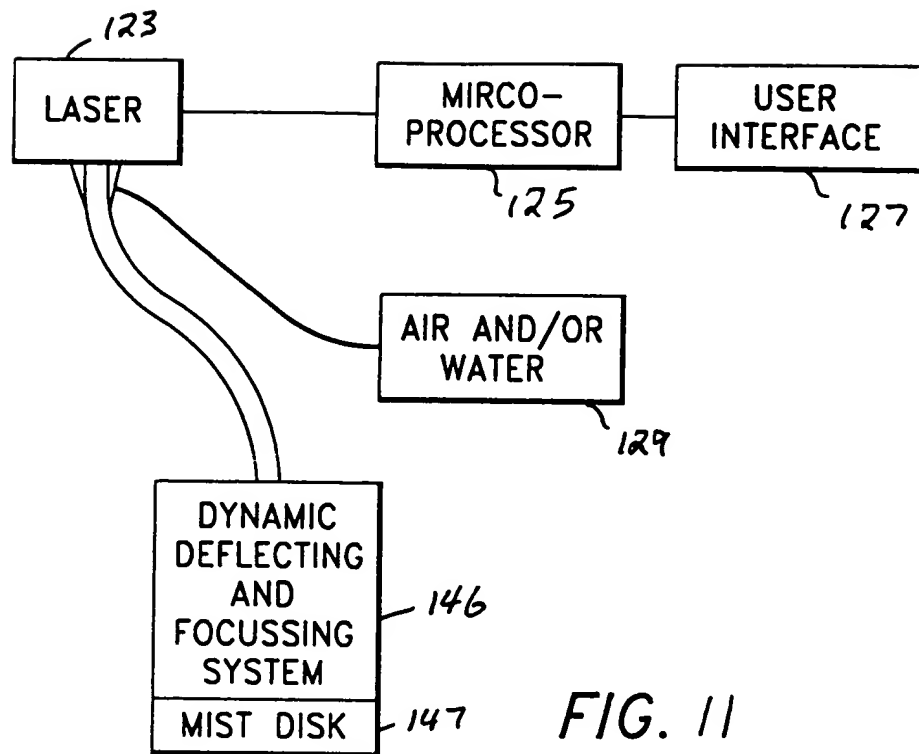 123
LASER
MIRCO-
PROCESSOR
125
USER
INTERFACE
127
AIR AND/OR
WATER
129
DYNAMIC
DEFLECTING
AND
FOCUSSING
SYSTEM
146
MIST DISK
147
FIG. 11